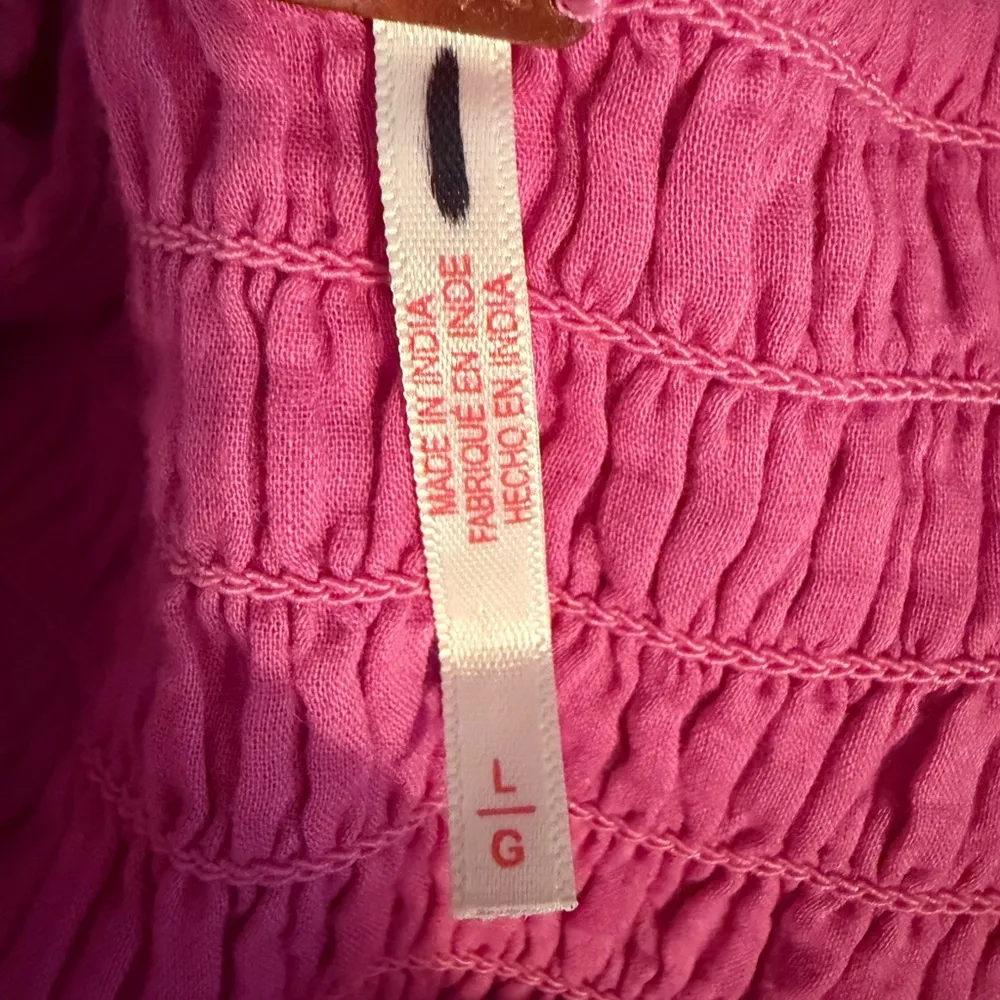 MADE IN INDIA
FABRIQUÉ EN INDE
HECHO EN INDIA
L
G